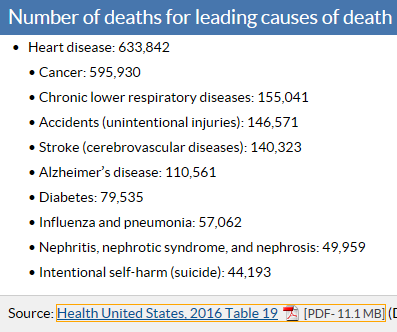 Number of deaths for leading causes of death
• Heart disease: 633,842
• Cancer: 595,930
• Chronic lower respiratory diseases: 155,041
• Accidents (unintentional injuries): 146,571
• Stroke (cerebrovascular diseases): 140,323
• Alzheimer’s disease: 110,561
• Diabetes: 79,535
• Influenza and pneumonia: 57,062
• Nephritis, nephrotic syndrome, and nephrosis: 49,959
• Intentional self-harm (suicide): 44,193
Source: Health United States, 2016 Table 19 [PDF- 11.1 MB] (